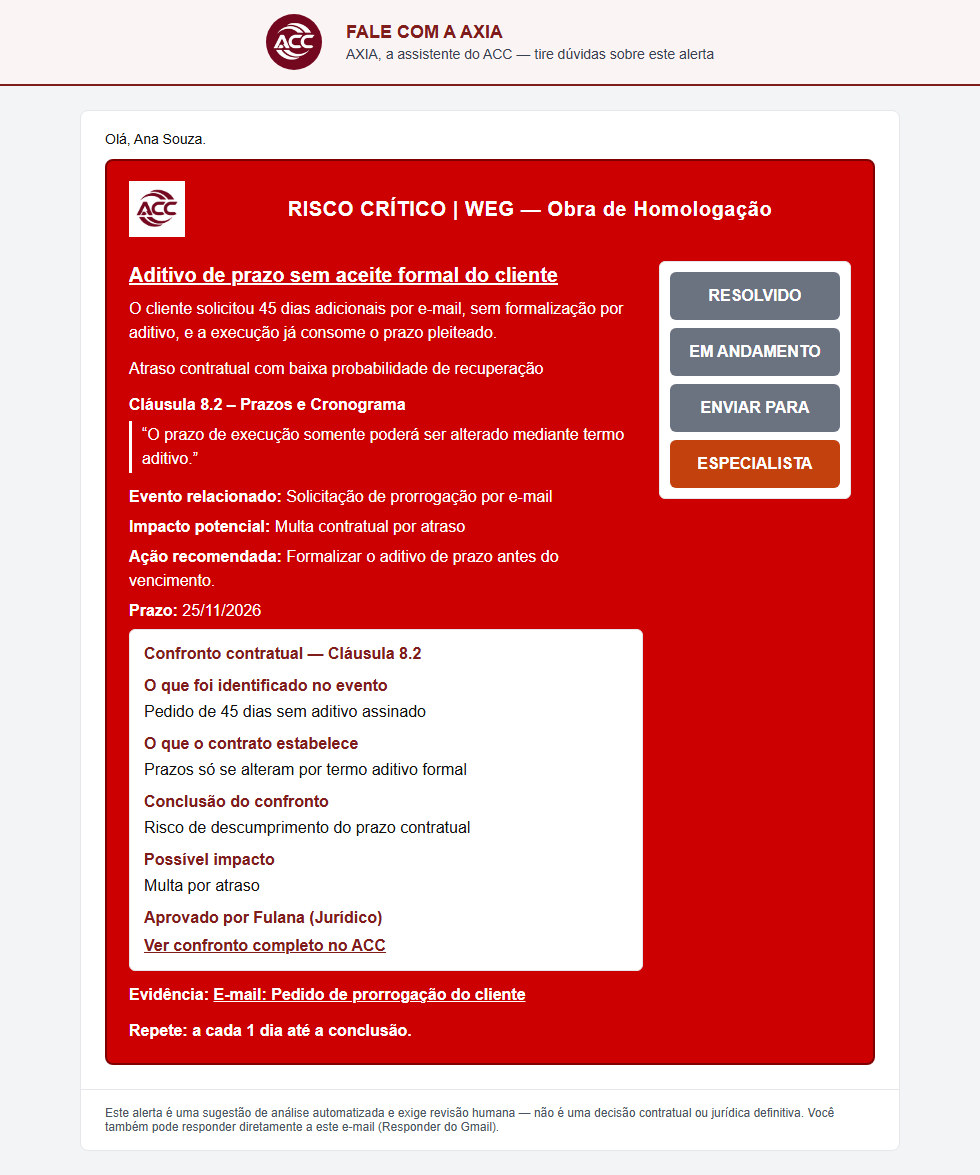 ACC
FALE COM A AXIA
AXIA, a assistente do ACC — tire dúvidas sobre este alerta
Olá, Ana Souza.
ACC
RISCO CRÍTICO | WEG — Obra de Homologação
Aditivo de prazo sem aceite formal do cliente
O cliente solicitou 45 dias adicionais por e-mail, sem formalização por
aditivo, e a execução já consome o prazo pleiteado.
Atraso contratual com baixa probabilidade de recuperação
Cláusula 8.2 – Prazos e Cronograma
“O prazo de execução somente poderá ser alterado mediante termo
aditivo.”
Evento relacionado: Solicitação de prorrogação por e-mail
Impacto potencial: Multa contratual por atraso
Ação recomendada: Formalizar o aditivo de prazo antes do
vencimento.
Prazo: 25/11/2026
RESOLVIDO
EM ANDAMENTO
ENVIAR PARA
ESPECIALISTA
Confronto contratual — Cláusula 8.2
O que foi identificado no evento
Pedido de 45 dias sem aditivo assinado
O que o contrato estabelece
Prazos só se alteram por termo aditivo formal
Conclusão do confronto
Risco de descumprimento do prazo contratual
Possível impacto
Multa por atraso
Aprovado por Fulana (Jurídico)
Ver confronto completo no ACC
Evidência: E-mail: Pedido de prorrogação do cliente
Repete: a cada 1 dia até a conclusão.
Este alerta é uma sugestão de análise automatizada e exige revisão humana — não é uma decisão contratual ou jurídica definitiva. Você
também pode responder diretamente a este e-mail (Responder do Gmail).